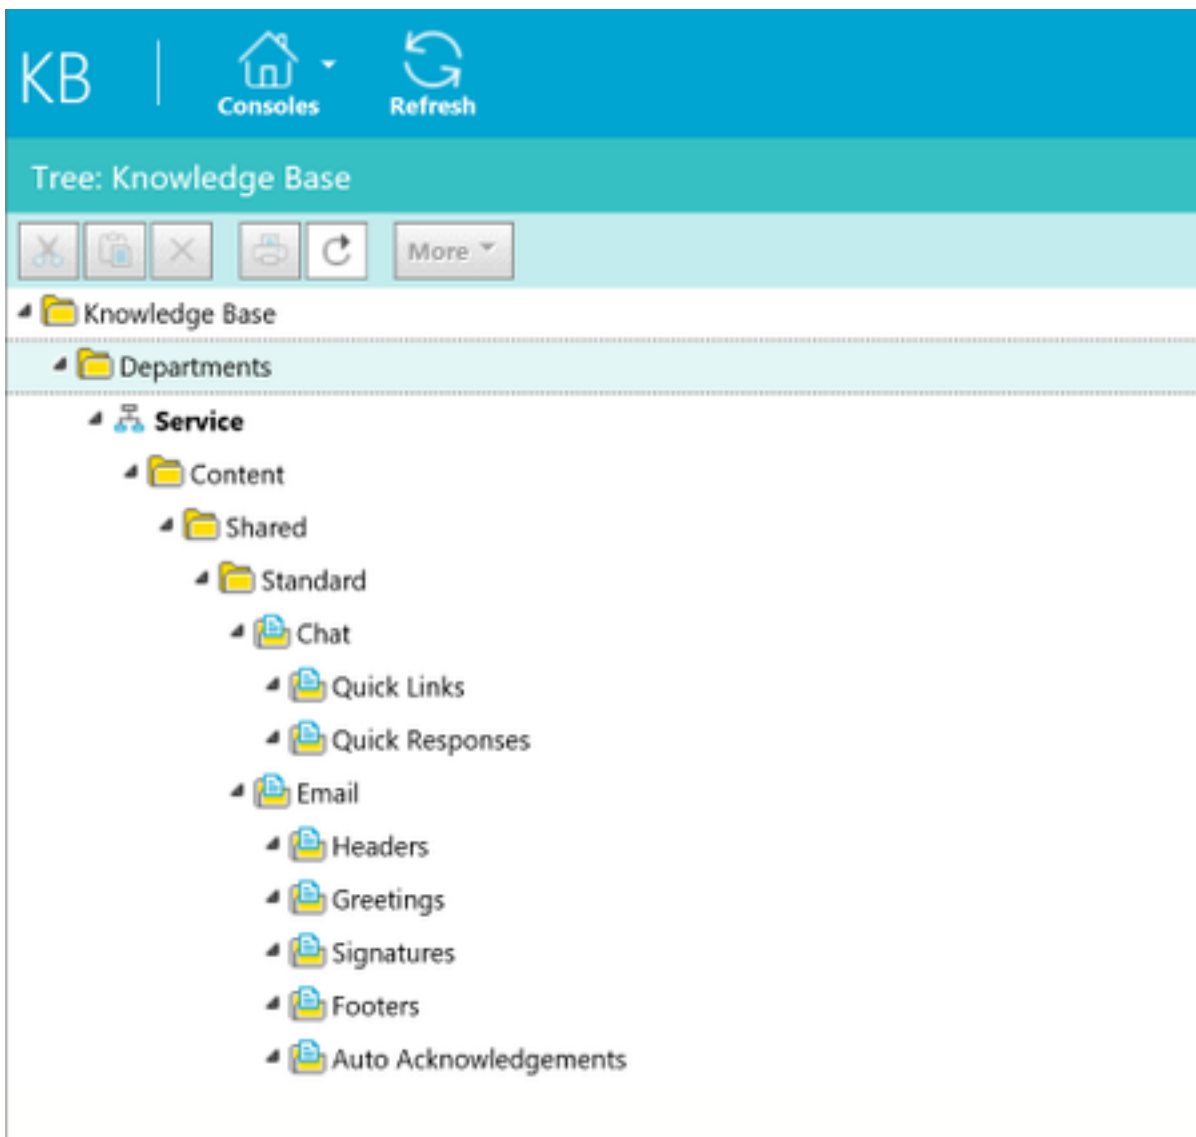 KB
Consoles
Refresh
Tree: Knowledge Base
More
Knowledge Base
Departments
Service
Content
Shared
Standard
Chat
Quick Links
Quick Responses
Email
Headers
Greetings
Signatures
Footers
Auto Acknowledgements